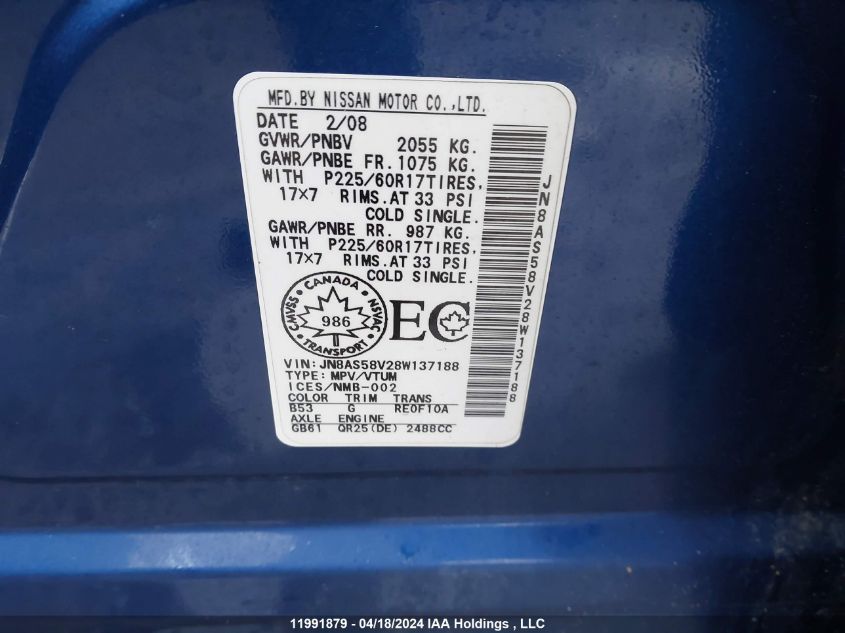 MFD.BY NISSAN MOTOR CO.,LTD.
DATE 2/08
GVWR/PNBV 2055 KG.
GAWR/PNBE FR. 1075 KG.
WITH P225/60R17TIRES,
17×7 RIMS.AT 33 PSI
COLD SINGLE.
GAWR/PNBE RR. 987 KG.
WITH P225/60R17TIRES,
17×7 RIMS.AT 33 PSI
COLD SINGLE.
CANADA
CMVSS NSVAC
986
TRANSPORT
EC
VIN: JN8AS58V28W137188
TYPE: MPV/VTUM
ICES/NMB-002
COLOR TRIM TRANS
B53 G RE0F10A
AXLE ENGINE
GB61 QR25(DE) 2488CC
JN8AS58V28W137188
11991879 - 04/18/2024 IAA Holdings , LLC